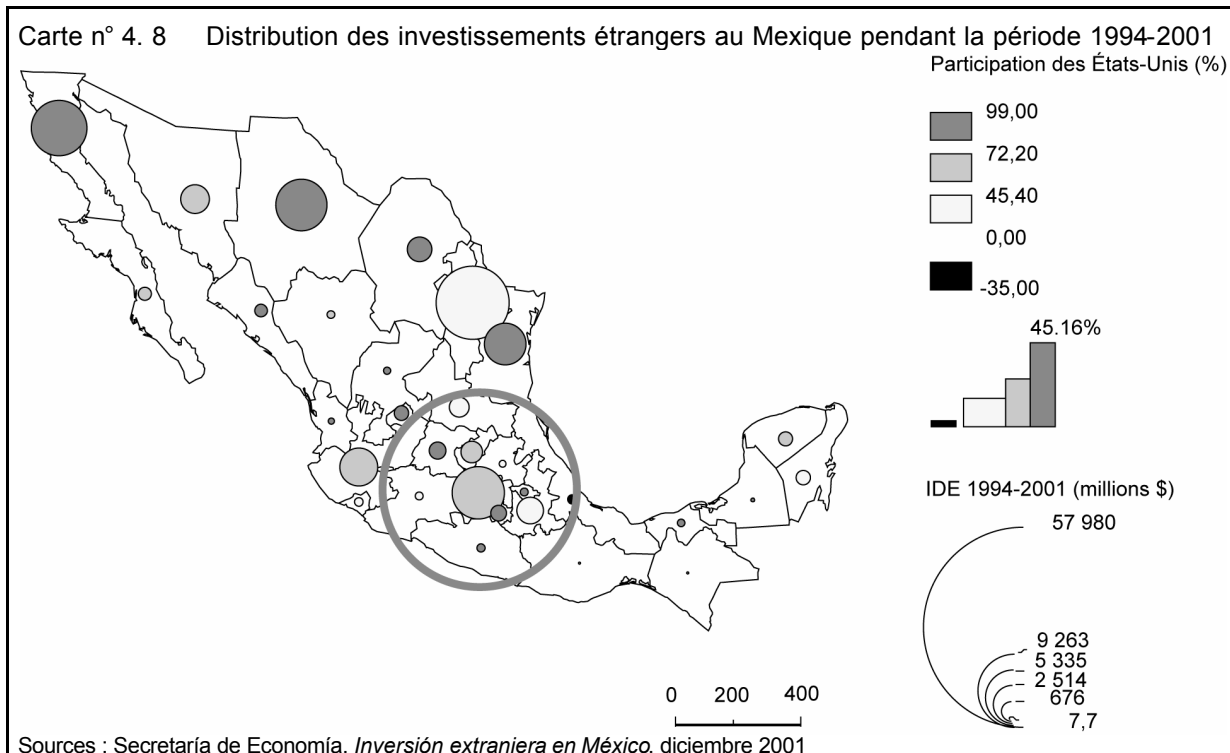 Carte n° 4. 8 Distribution des investissements étrangers au Mexique pendant la période 1994-2001
Participation des États-Unis (%)
99,00
72,20
45,40
0,00
-35,00
45.16%
IDE 1994-2001 (millions $)
57 980
9 263
5 335
2 514
676
7,7
0 200 400
Sources : Secretaría de Economía. Inversión extranjera en México. diciembre 2001